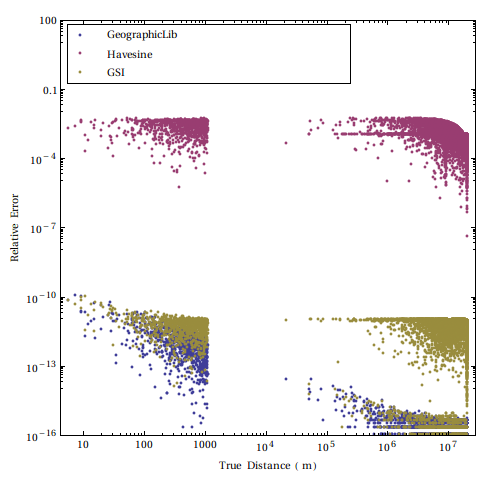 100
GeographicLib
Havesine
GSI
0.1
10^-4
10^-7
10^-10
10^-13
10^-16
Relative Error
10
100
1000
10^4
10^5
10^6
10^7
True Distance ( m)